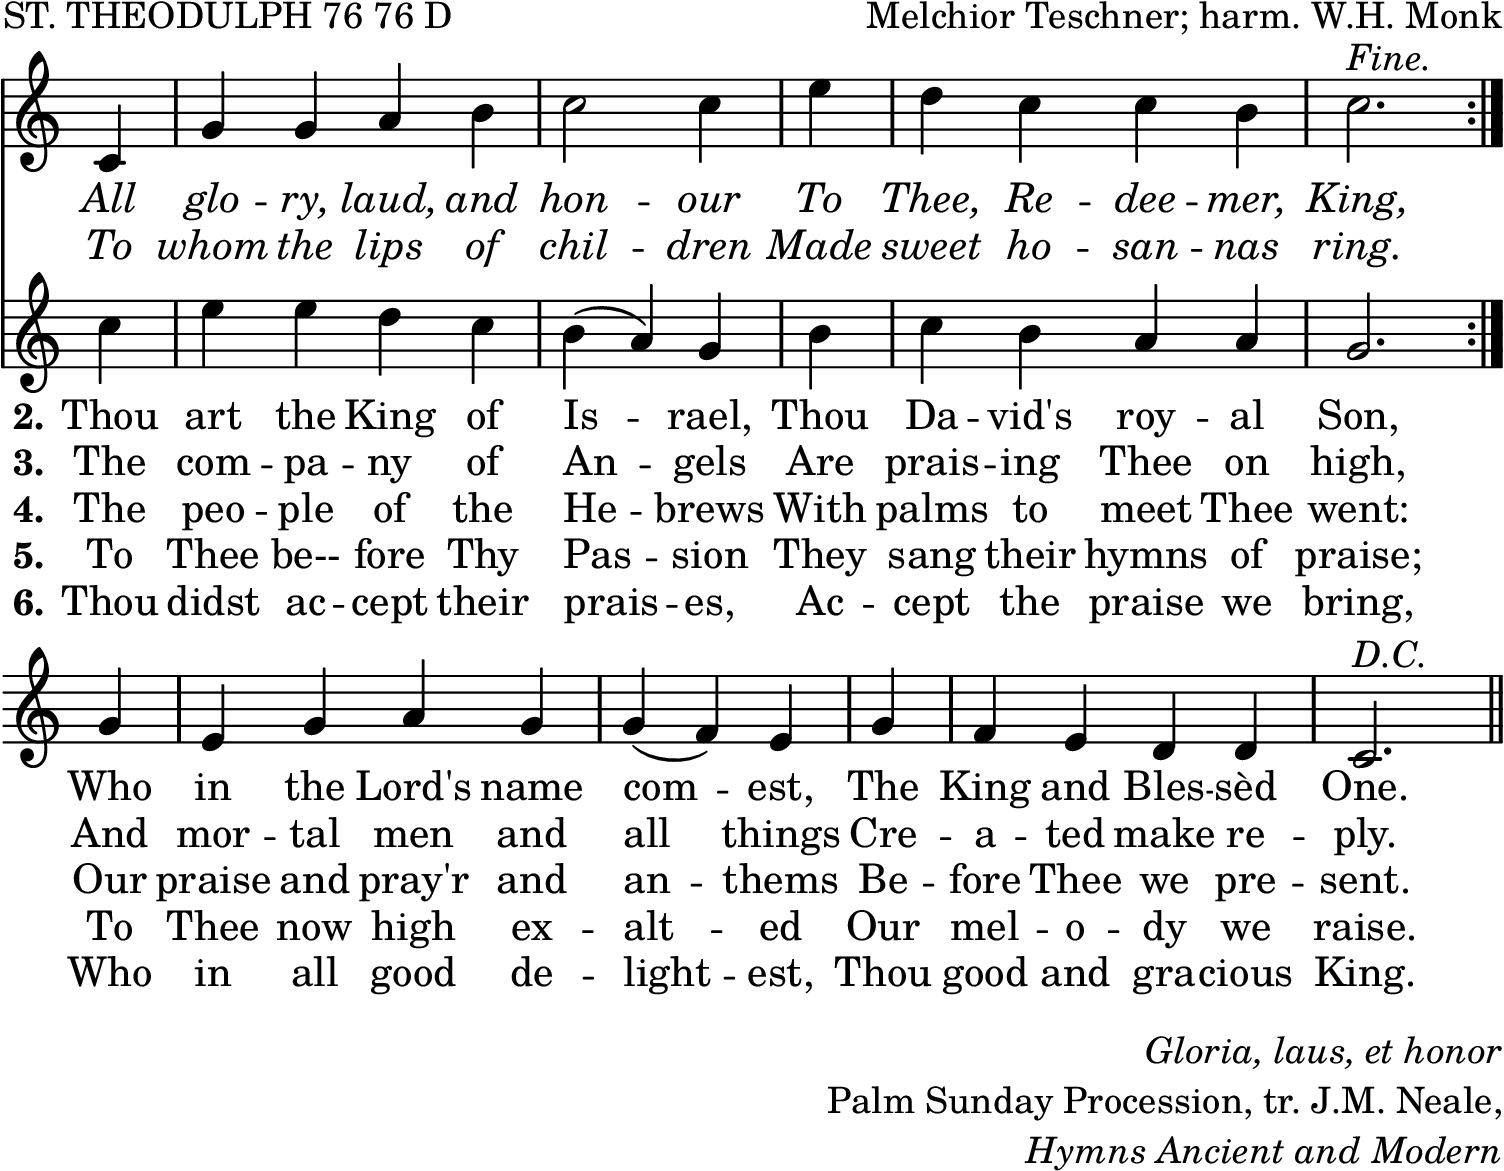 ST. THEODULPH 76 76 D
Melchior Teschner; harm. W.H. Monk
Fine.
All glo - ry, laud, and hon - our To Thee, Re - dee - mer, King,
To whom the lips of chil - dren Made sweet ho - san - nas ring.
2. Thou art the King of Is - rael, Thou Da - vid's roy - al Son,
3. The com - pa - ny of An - gels Are prais - ing Thee on high,
4. The peo - ple of the He - brews With palms to meet Thee went:
5. To Thee be-- fore Thy Pas - sion They sang their hymns of praise;
6. Thou didst ac - cept their prais - es, Ac - cept the praise we bring,
D.C.
Who in the Lord's name com - est, The King and Bles - sèd One.
And mor - tal men and all things Cre - a - ted make re - ply.
Our praise and pray'r and an - thems Be - fore Thee we pre - sent.
To Thee now high ex - alt - ed Our mel - o - dy we raise.
Who in all good de - light - est, Thou good and gracious King.
Gloria, laus, et honor
Palm Sunday Procession, tr. J.M. Neale,
Hymns Ancient and Modern